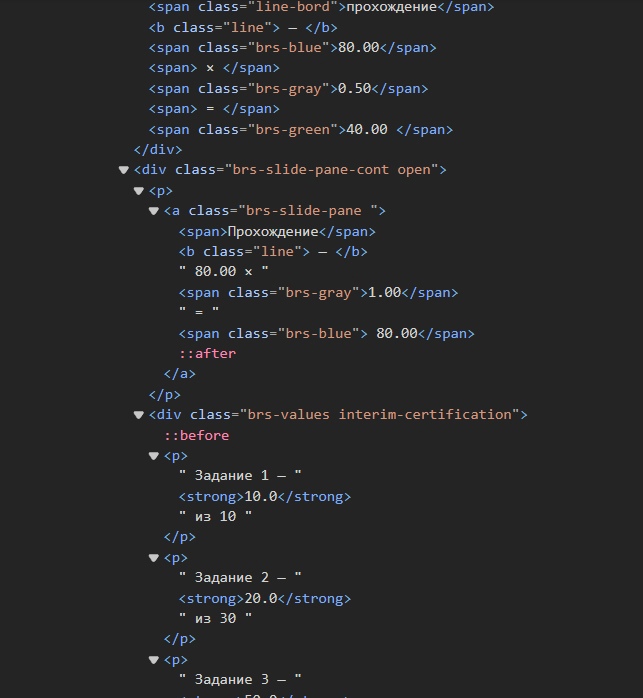 <span class="line-bord">прохождение</span>
<b class="line"> — </b>
<span class="brs-blue">80.00</span>
<span> × </span>
<span class="brs-gray">0.50</span>
<span> = </span>
<span class="brs-green">40.00 </span>
</div>
<div class="brs-slide-pane-cont open">
<p>
<a class="brs-slide-pane ">
<span>Прохождение</span>
<b class="line"> — </b>
" 80.00 × "
<span class="brs-gray">1.00</span>
" = "
<span class="brs-blue"> 80.00</span>
::after
</a>
</p>
<div class="brs-values interim-certification">
::before
<p>
" Задание 1 — "
<strong>10.0</strong>
" из 10 "
</p>
<p>
" Задание 2 — "
<strong>20.0</strong>
" из 30 "
</p>
<p>
" Задание 3 — "